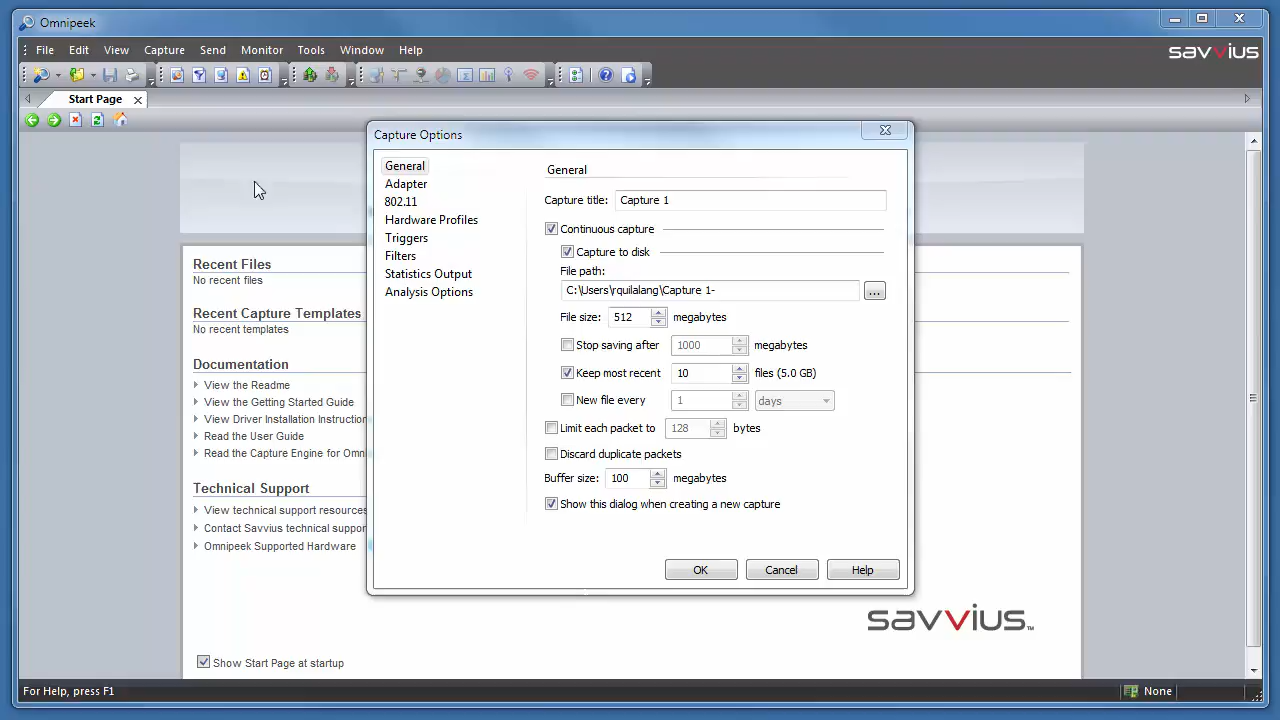 Omnipeek
File Edit View Capture Send Monitor Tools Window Help
savvius
Start Page
Capture Options
General
Adapter
802.11
Hardware Profiles
Triggers
Filters
Statistics Output
Analysis Options
General
Capture title: Capture 1
Continuous capture
Capture to disk
File path:
C:\Users\rquilalang\Capture 1-
...
File size: 512 megabytes
Stop saving after 1000 megabytes
Keep most recent 10 files (5.0 GB)
New file every 1 days
Limit each packet to 128 bytes
Discard duplicate packets
Buffer size: 100 megabytes
Show this dialog when creating a new capture
OK Cancel Help
Recent Files
No recent files
Recent Capture Templates
No recent templates
Documentation
View the Readme
View the Getting Started Guide
View Driver Installation Instruction
Read the User Guide
Read the Capture Engine for Omn
Technical Support
View technical support resources
Contact Savvius technical suppor
Omnipeek Supported Hardware
savvius™
Show Start Page at startup
For Help, press F1
None